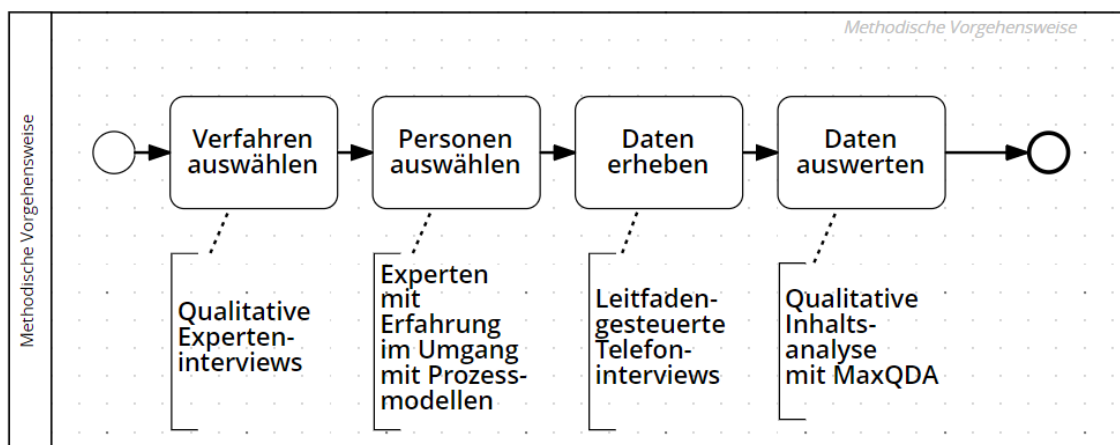 Methodische Vorgehensweise
Methodische Vorgehensweise
Verfahren
auswählen
Personen
auswählen
Daten
erheben
Daten
auswerten
Qualitative
Experten-
interviews
Experten
mit
Erfahrung
im Umgang
mit Prozess-
modellen
Leitfaden-
gesteuerte
Telefon-
interviews
Qualitative
Inhalts-
analyse
mit MaxQDA